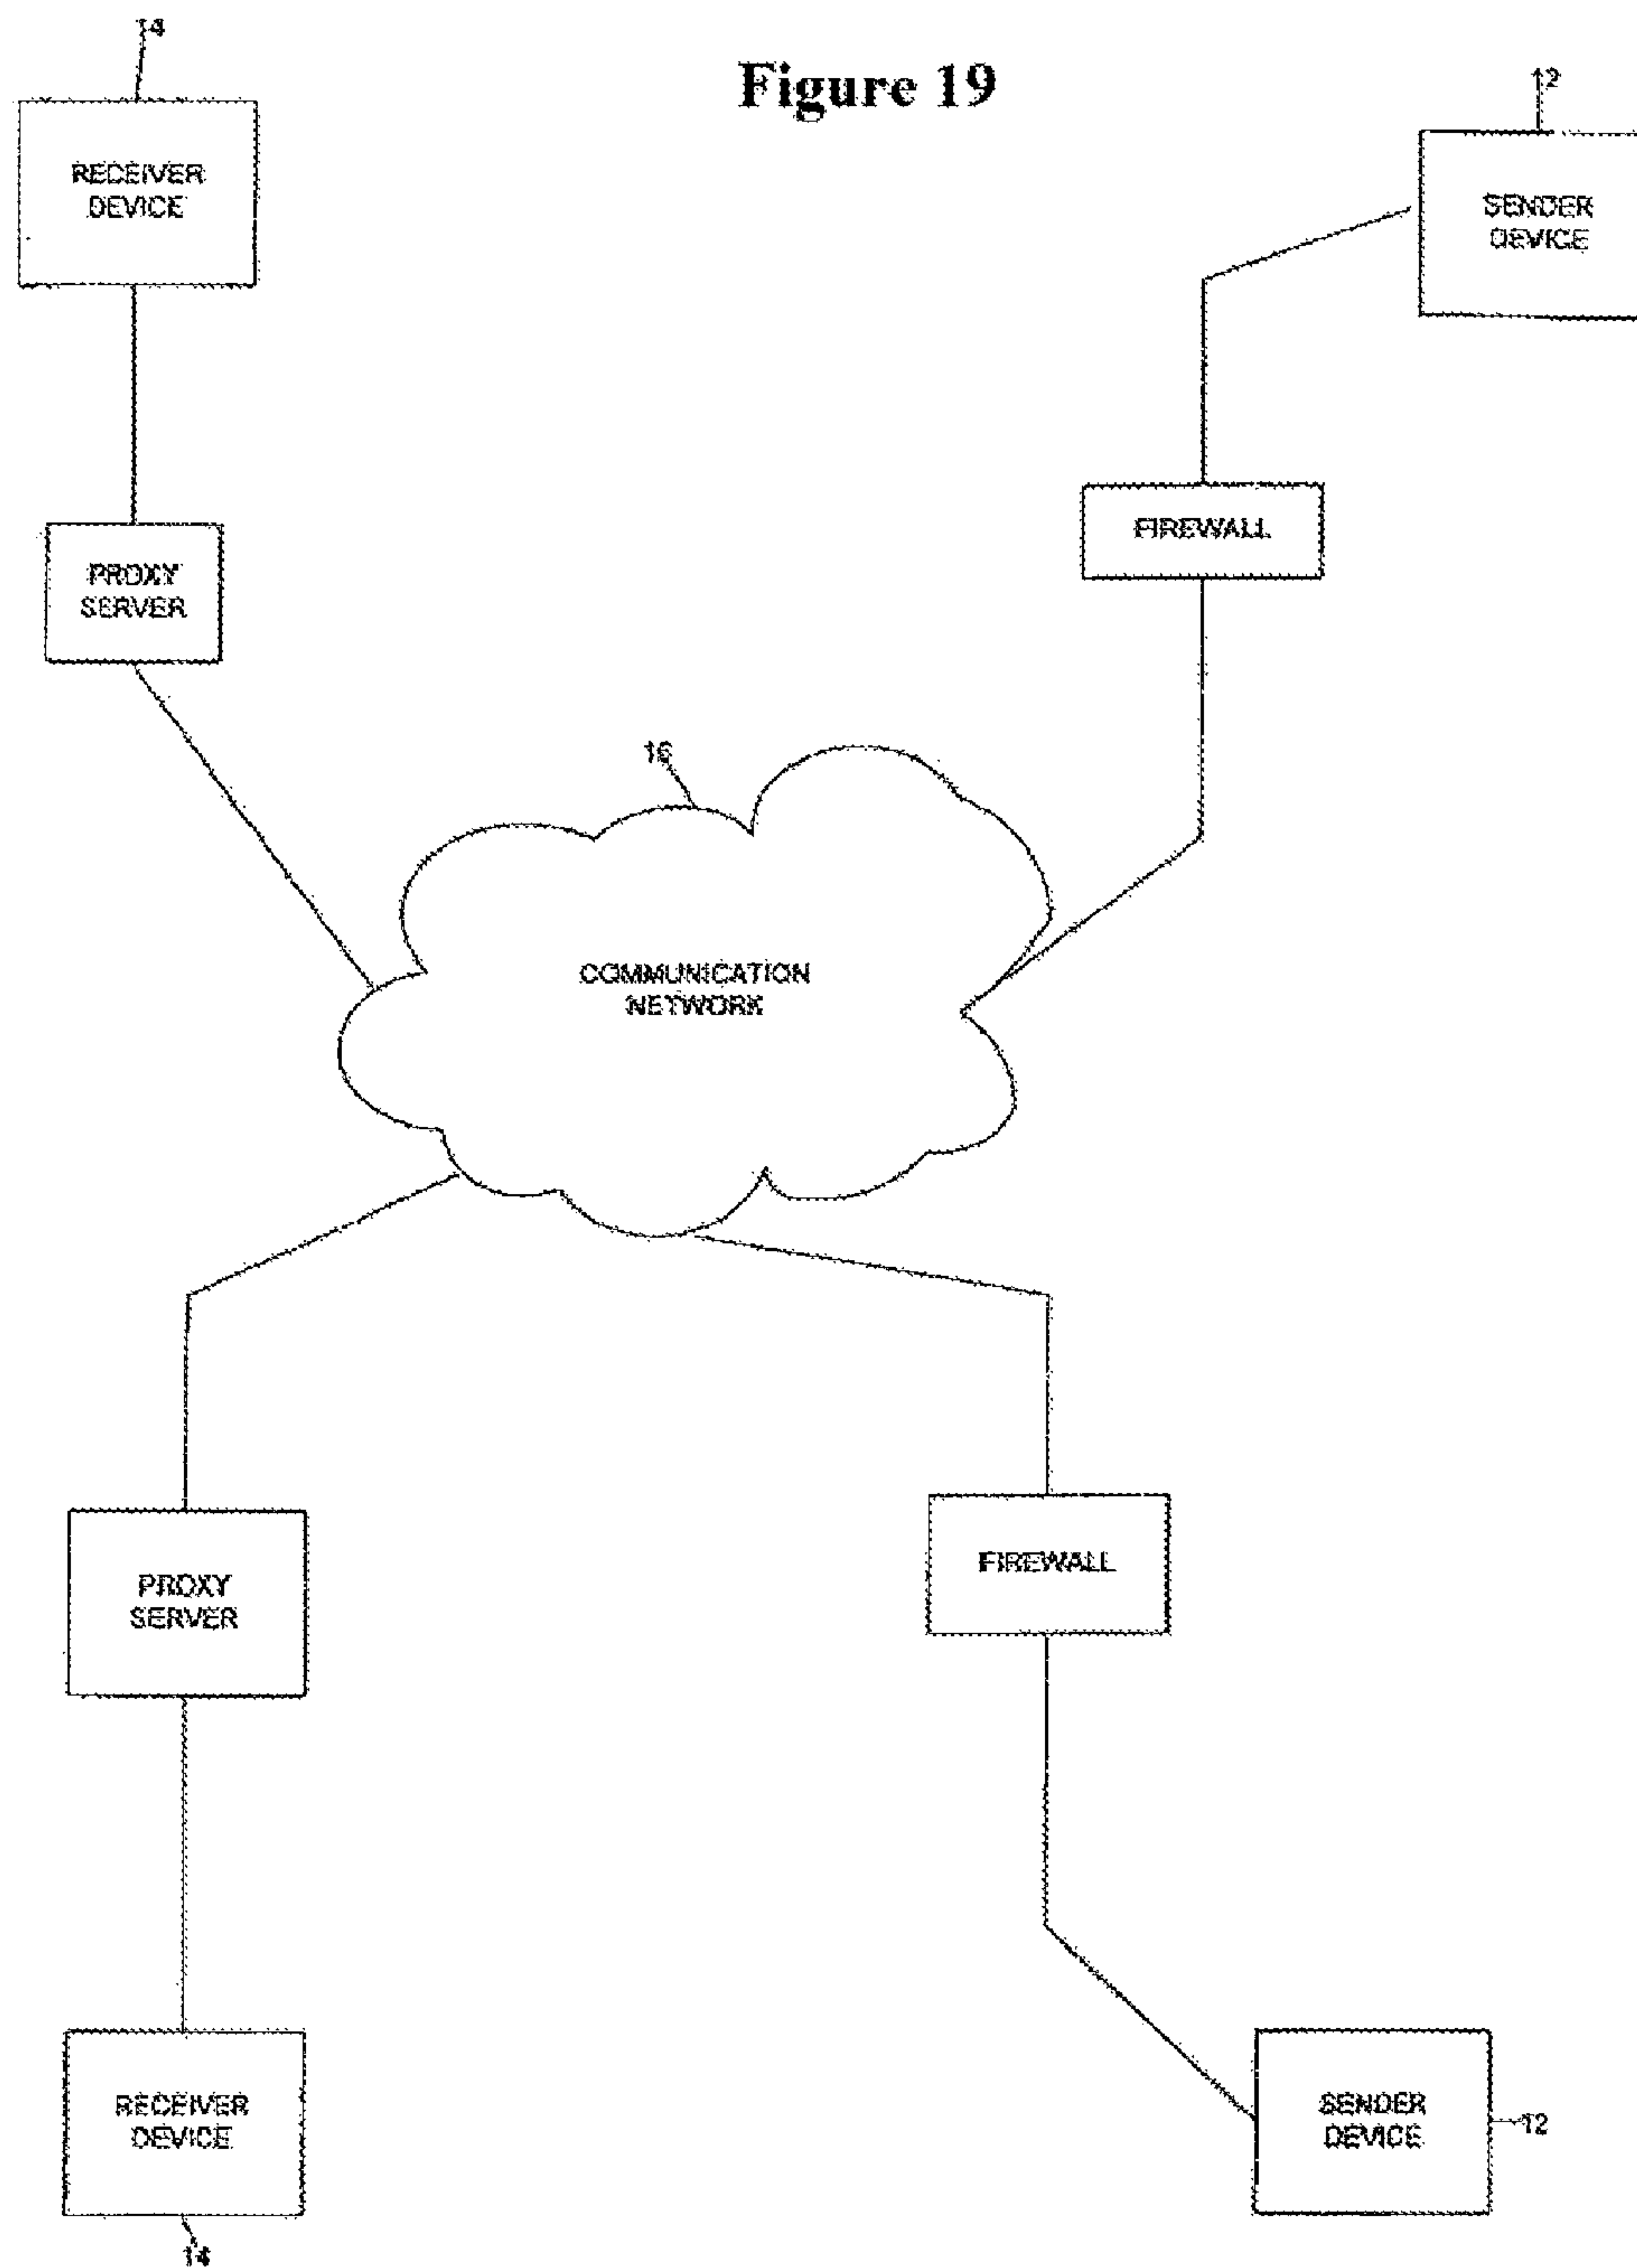 14
Figure 19
12
RECEIVER
DEVICE
SENDER
DEVICE
FIREWALL
PROXY
SERVER
16
COMMUNICATION
NETWORK
PROXY
SERVER
FIREWALL
RECEIVER
DEVICE
SENDER
DEVICE
12
14